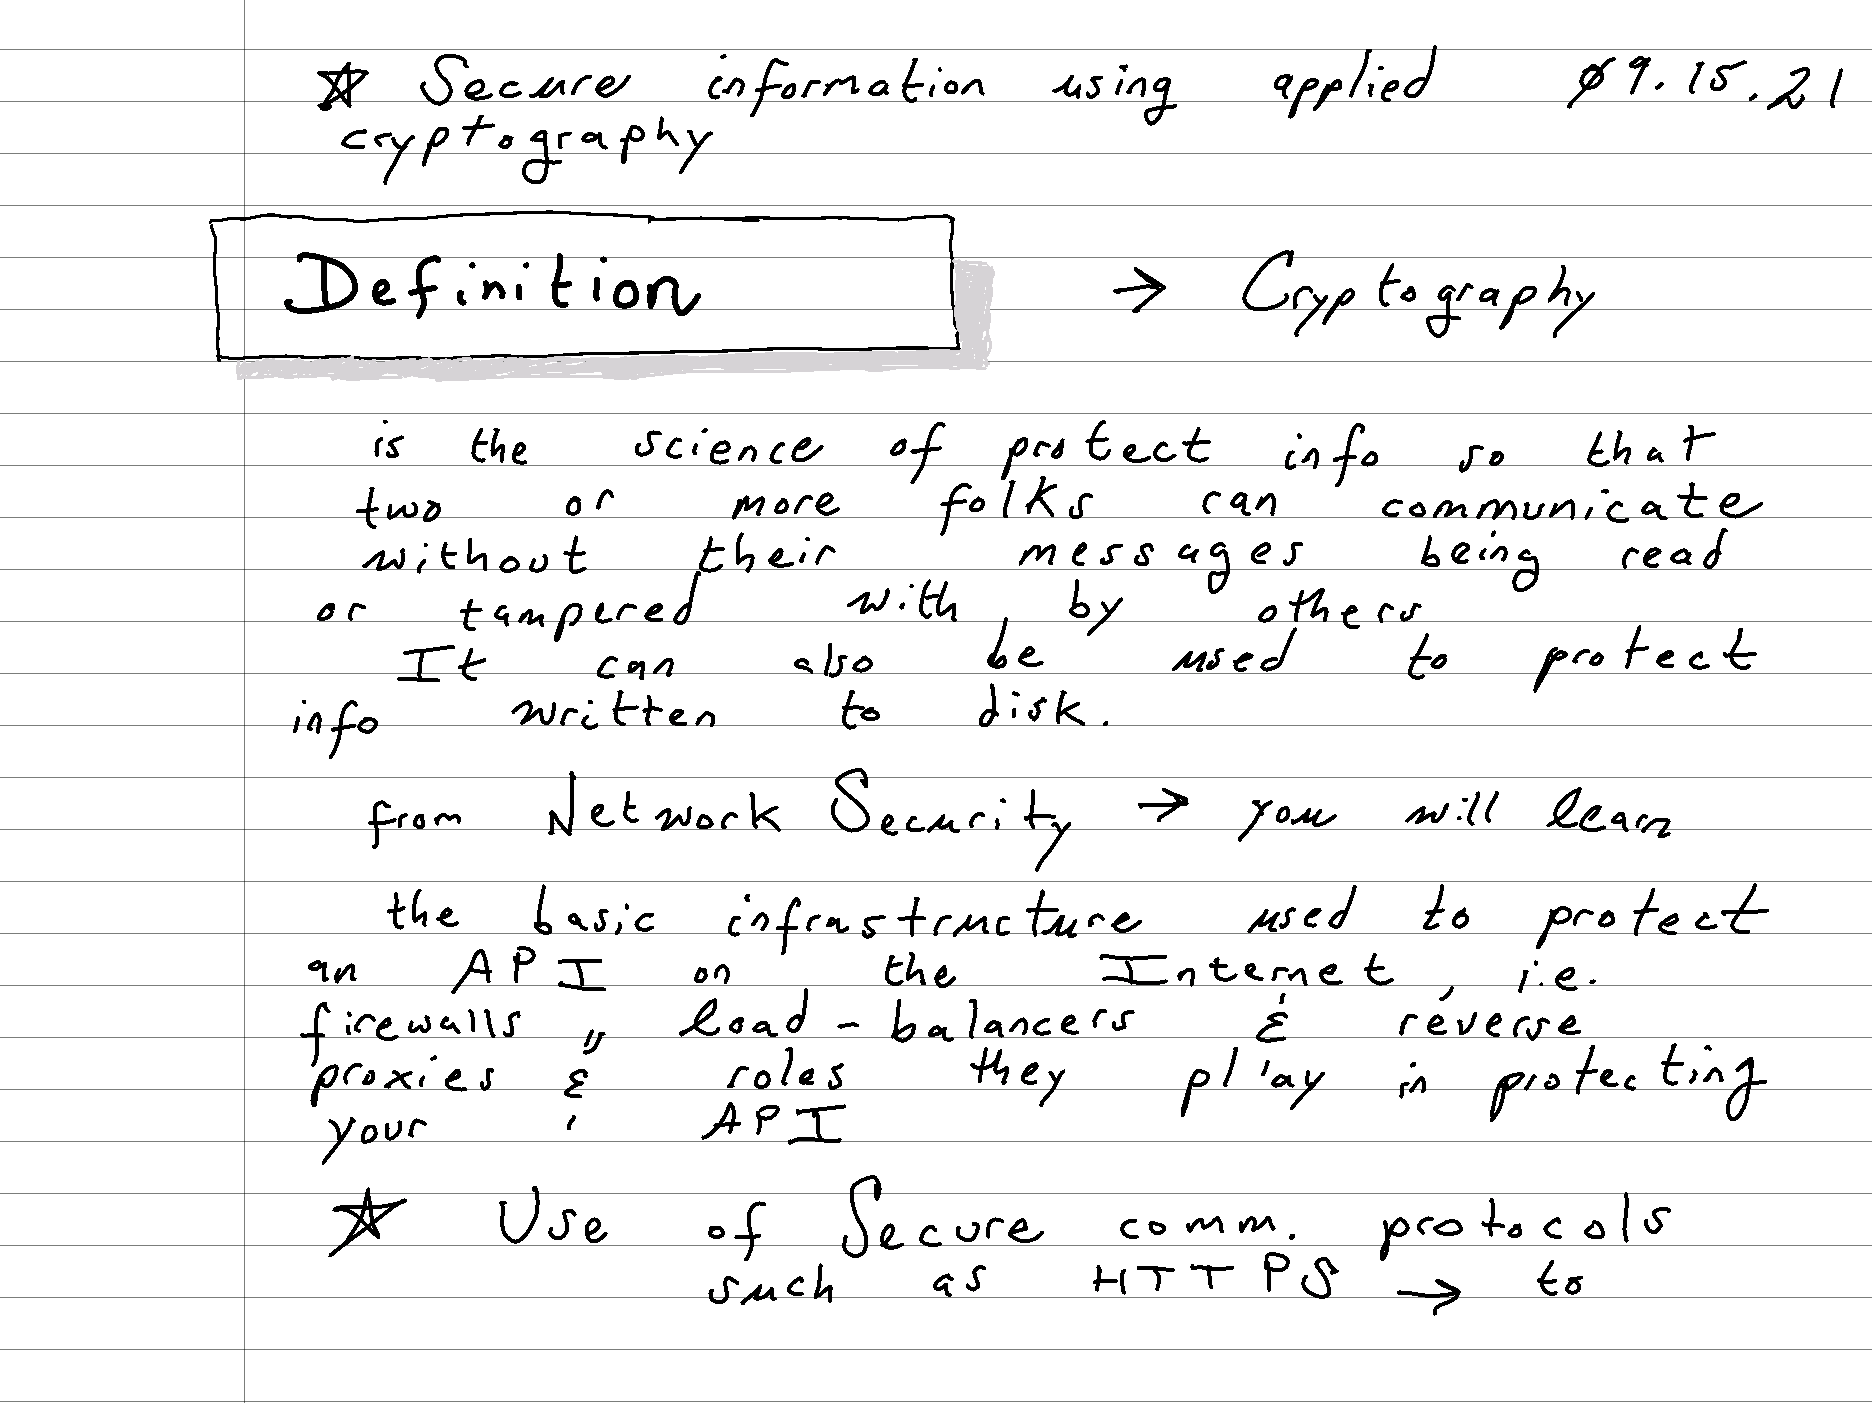 ☆ Secure information using applied Ø9.15.21
cryptography
Definition → Cryptography
is the science of protect info so that
two or more folks can communicate
without their messages being read
or tampered with by others
It can also be used to protect
info written to disk.
from Network Security → you will learn
the basic infrastructure used to protect
an API on the Internet, i.e.
firewalls,, load-balancers & reverse
proxies & roles they play in protecting
your API
☆ Use of Secure comm. protocols
such as HTTPS → to